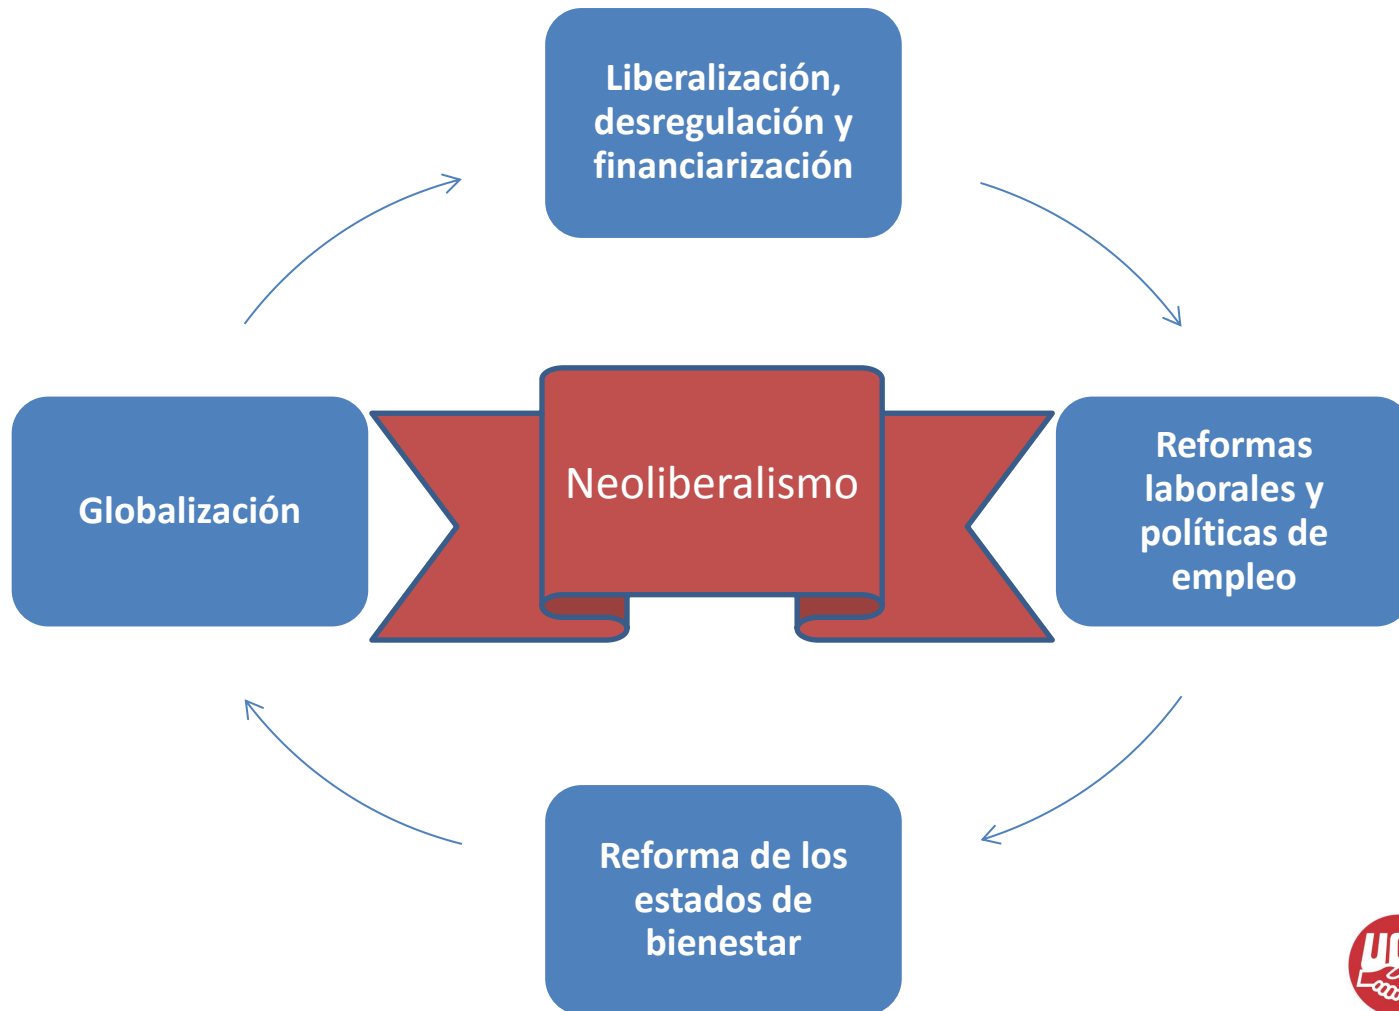 Liberalización,
desregulación y
financiarización
Globalización
Neoliberalismo
Reformas
laborales y
políticas de
empleo
Reforma de los
estados de
bienestar